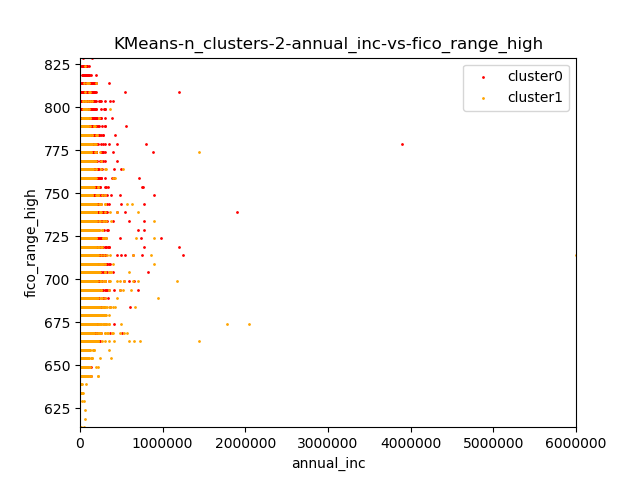 KMeans-n_clusters-2-annual_inc-vs-fico_range_high
cluster0
cluster1
fico_range_high
825
800
775
750
725
700
675
650
625
0 1000000 2000000 3000000 4000000 5000000 6000000
annual_inc